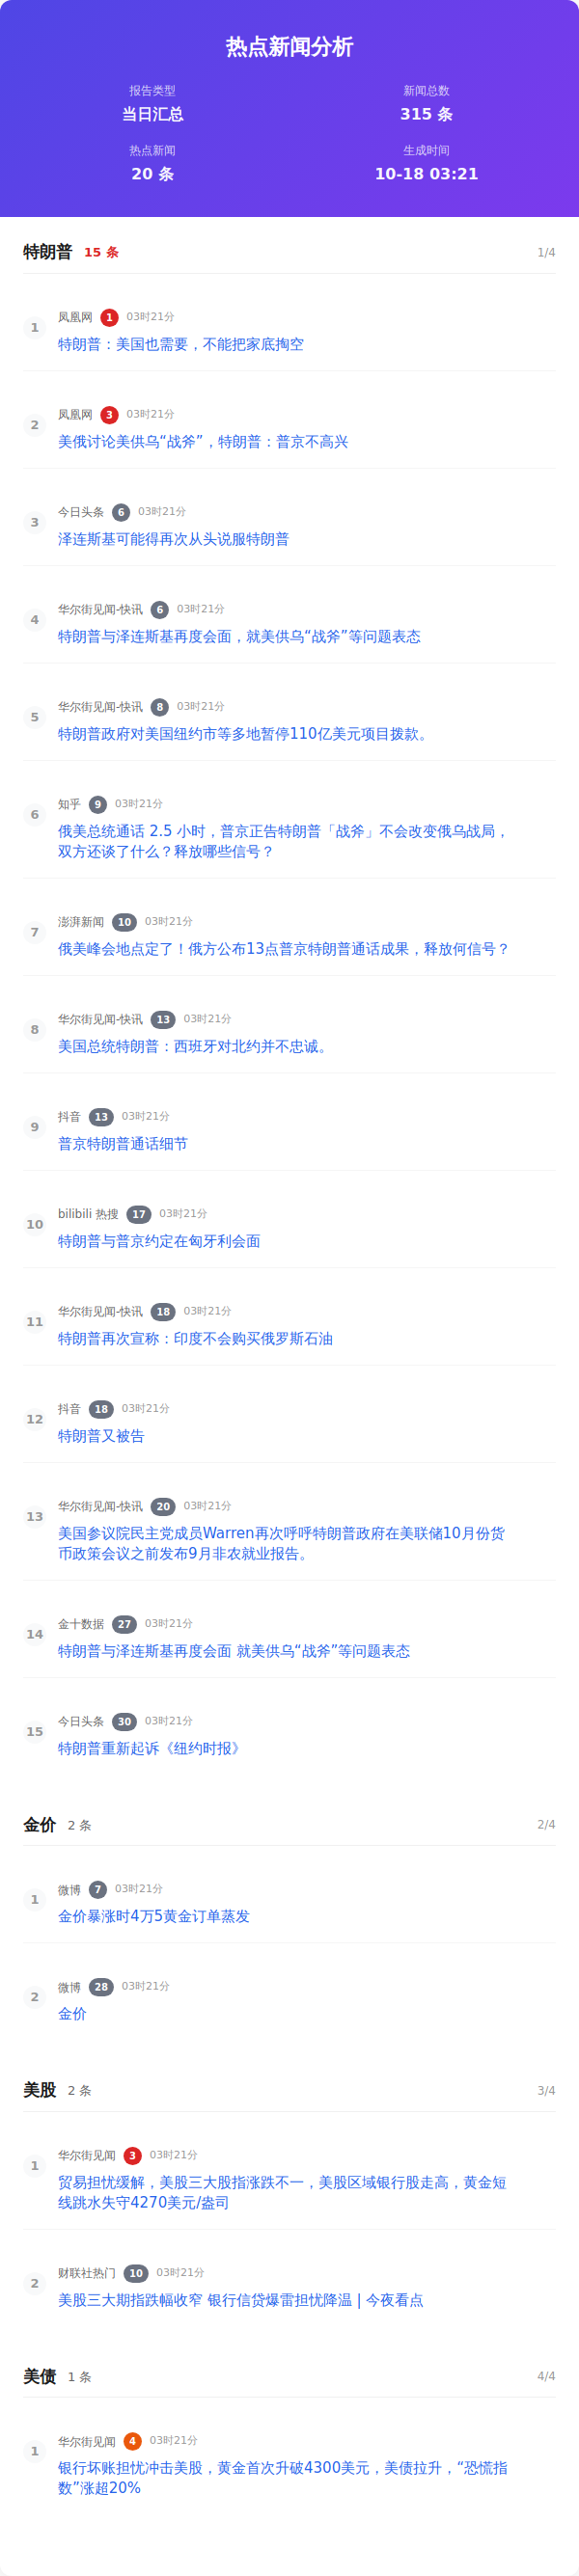 热点新闻分析
报告类型
新闻总数
当日汇总
315 条
热点新闻
生成时间
20 条
10-18 03:21
特朗普 15 条 1/4
1
凤凰网 1 03时21分
特朗普：美国也需要，不能把家底掏空
2
凤凰网 3 03时21分
美俄讨论美供乌“战斧”，特朗普：普京不高兴
3
今日头条 6 03时21分
泽连斯基可能得再次从头说服特朗普
4
华尔街见闻-快讯 6 03时21分
特朗普与泽连斯基再度会面，就美供乌“战斧”等问题表态
5
华尔街见闻-快讯 8 03时21分
特朗普政府对美国纽约市等多地暂停110亿美元项目拨款。
6
知乎 9 03时21分
俄美总统通话 2.5 小时，普京正告特朗普「战斧」不会改变俄乌战局，
双方还谈了什么？释放哪些信号？
7
澎湃新闻 10 03时21分
俄美峰会地点定了！俄方公布13点普京特朗普通话成果，释放何信号？
8
华尔街见闻-快讯 13 03时21分
美国总统特朗普：西班牙对北约并不忠诚。
9
抖音 13 03时21分
普京特朗普通话细节
10
bilibili 热搜 17 03时21分
特朗普与普京约定在匈牙利会面
11
华尔街见闻-快讯 18 03时21分
特朗普再次宣称：印度不会购买俄罗斯石油
12
抖音 18 03时21分
特朗普又被告
13
华尔街见闻-快讯 20 03时21分
美国参议院民主党成员Warren再次呼呼特朗普政府在美联储10月份货
币政策会议之前发布9月非农就业报告。
14
金十数据 27 03时21分
特朗普与泽连斯基再度会面 就美供乌“战斧”等问题表态
15
今日头条 30 03时21分
特朗普重新起诉《纽约时报》
金价 2 条 2/4
1
微博 7 03时21分
金价暴涨时4万5黄金订单蒸发
2
微博 28 03时21分
金价
美股 2 条 3/4
1
华尔街见闻 3 03时21分
贸易担忧缓解，美股三大股指涨跌不一，美股区域银行股走高，黄金短
线跳水失守4270美元/盎司
2
财联社热门 10 03时21分
美股三大期指跌幅收窄 银行信贷爆雷担忧降温 | 今夜看点
美债 1 条 4/4
1
华尔街见闻 4 03时21分
银行坏账担忧冲击美股，黄金首次升破4300美元，美债拉升，“恐慌指
数”涨超20%